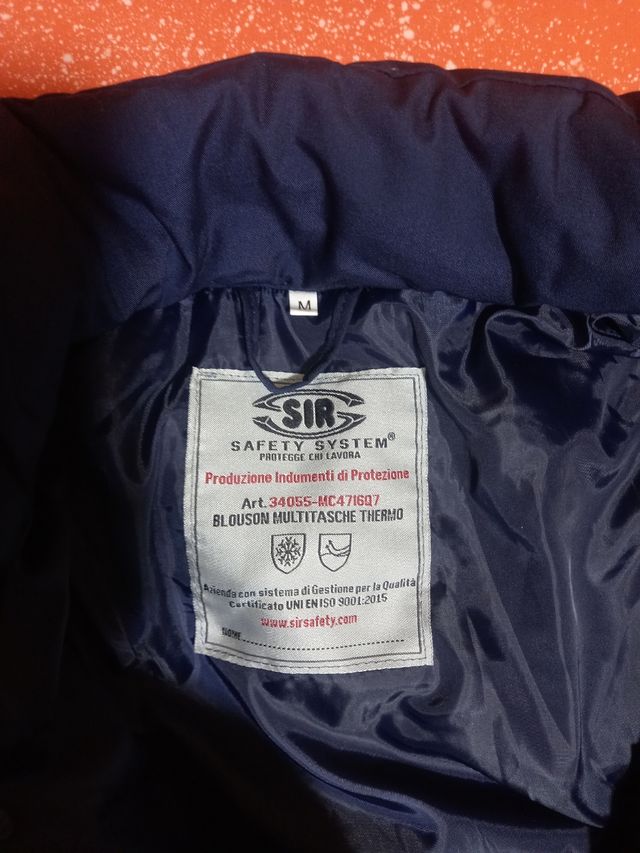 M
SIR
SAFETY SYSTEM®
PROTEGGE CHI LAVORA
Produzione Indumenti di Protezione
Art. 34055-MC4716Q7
BLOUSON MULTITASCHE THERMO
Azienda con sistema di Gestione per la Qualità
Certificato UNI EN ISO 9001:2015
www.sirsafety.com
NOME